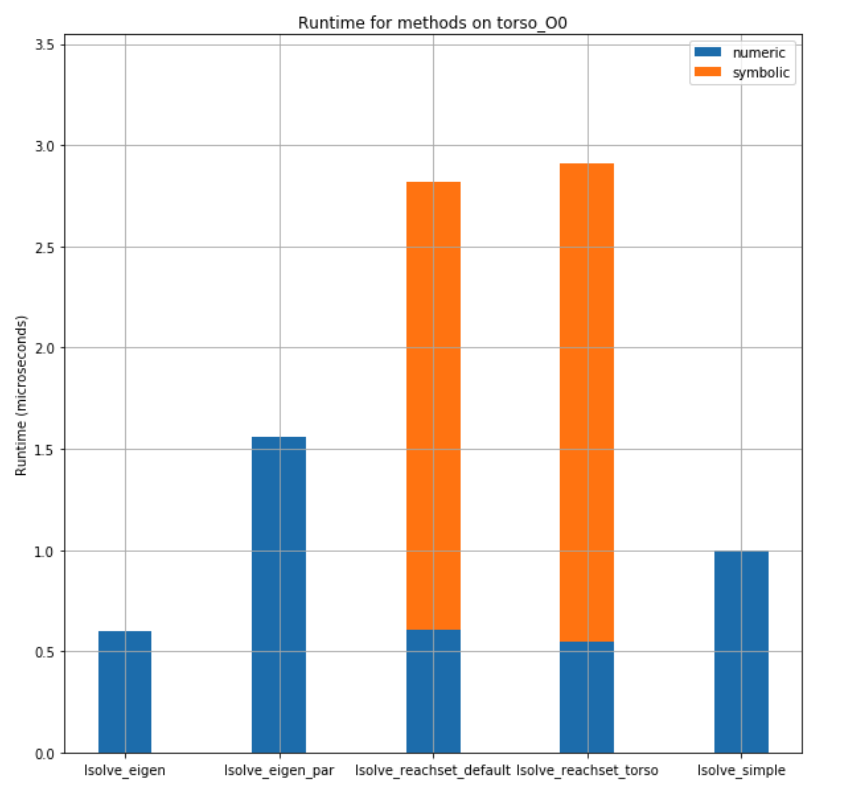 Runtime for methods on torso_O0
numeric
symbolic
Runtime (microseconds)
3.5
3.0
2.5
2.0
1.5
1.0
0.5
0.0
lsolve_eigen
lsolve_eigen_par
lsolve_reachset_default
lsolve_reachset_torso
lsolve_simple